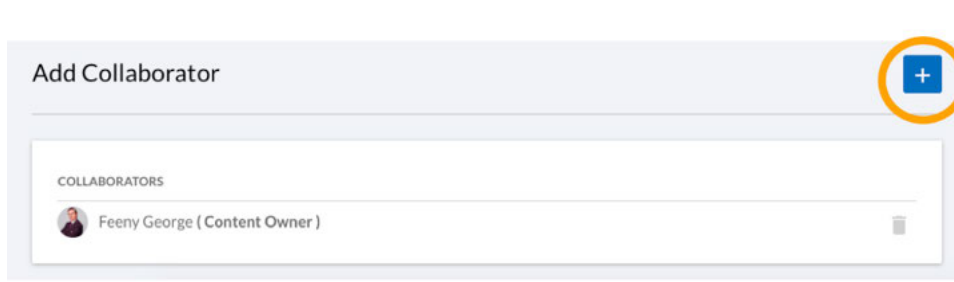 Add Collaborator
+
COLLABORATORS
Feeny George ( Content Owner )